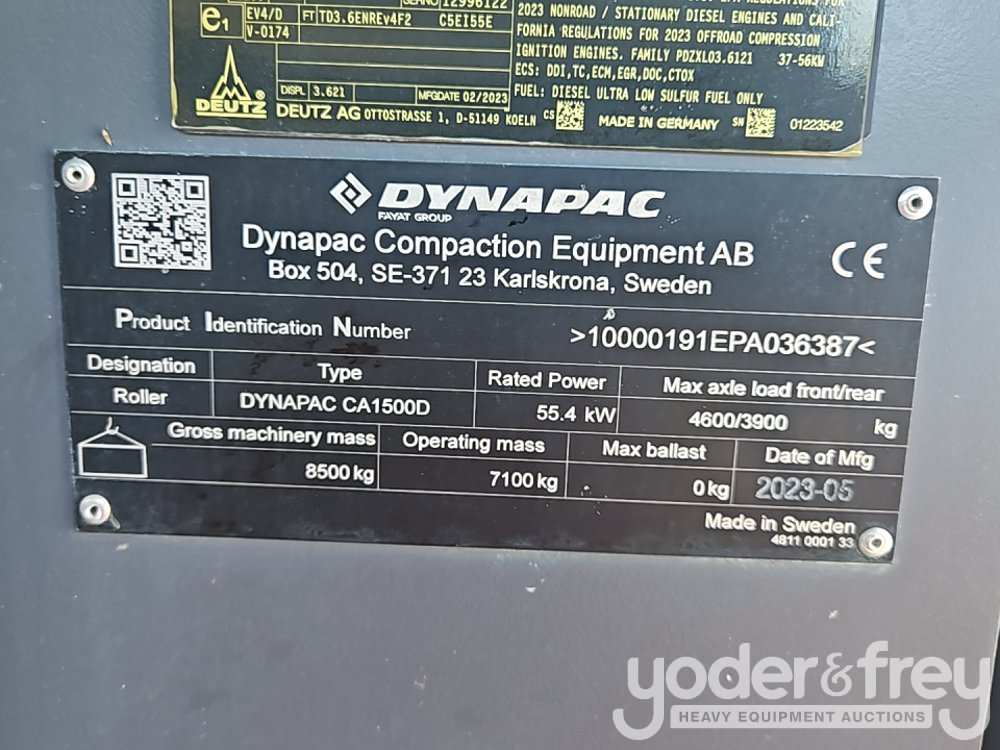 12996122
2023 NONROAD / STATIONARY DIESEL ENGINES AND CALI-
FORNIA REGULATIONS FOR 2023 OFFROAD COMPRESSION
IGNITION ENGINES. FAMILY PDZXL03.6121 37-56KW
ECS: DDI,TC,ECM,EGR,DOC,CTOX
FUEL: DIESEL ULTRA LOW SULFUR FUEL ONLY
e1 EV4/D FT TD3.6ENREv4F2 C5EI55E
V-0174
DEUTZ®
DISPL 3.621 MFGDATE 02/2023
DEUTZ AG OTTOSTRASSE 1, D-51149 KOELN CS MADE IN GERMANY SN 01223542
DYNAPAC
FAYAT GROUP
Dynapac Compaction Equipment AB
Box 504, SE-371 23 Karlskrona, Sweden
CE
Product Identification Number >10000191EPA036387<
Designation Type Rated Power Max axle load front/rear
Roller DYNAPAC CA1500D 55.4 kW 4600/3900 kg
Gross machinery mass Operating mass Max ballast Date of Mfg
8500 kg 7100 kg 0 kg 2023-05
Made in Sweden
4811 0001 33
yoder&frey
HEAVY EQUIPMENT AUCTIONS